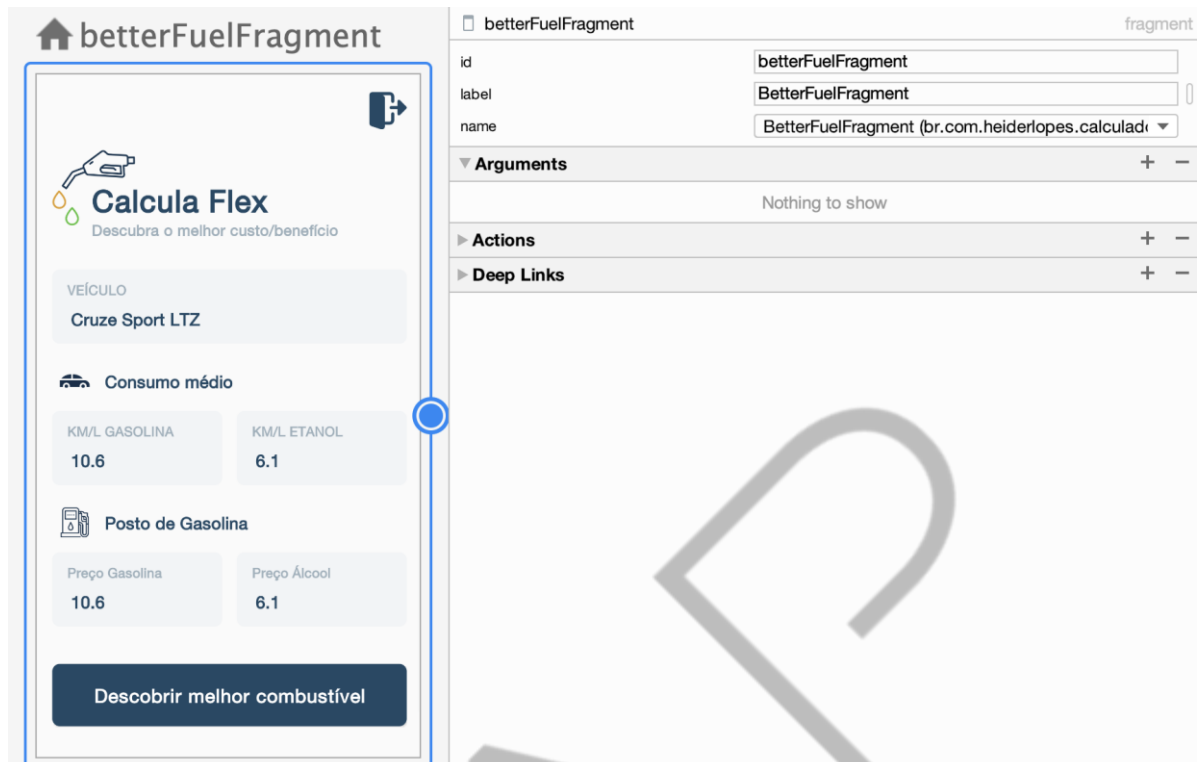 betterFuelFragment
Calcula Flex
Descubra o melhor custo/benefício
VEÍCULO
Cruze Sport LTZ
Consumo médio
KM/L GASOLINA
KM/L ETANOL
10.6
6.1
Posto de Gasolina
Preço Gasolina
Preço Álcool
10.6
6.1
Descobrir melhor combustível
betterFuelFragment
fragment
id
betterFuelFragment
label
BetterFuelFragment
name
BetterFuelFragment (br.com.heiderlopes.calculad
Arguments
Nothing to show
Actions
Deep Links